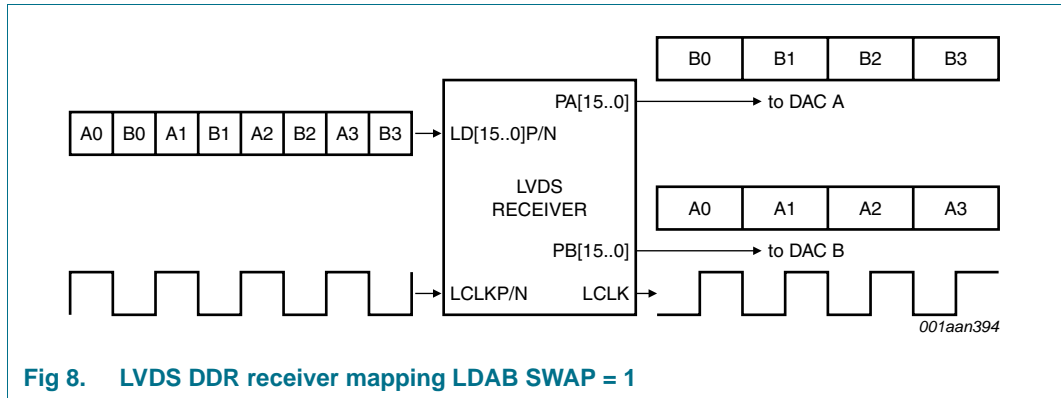 B0 B1 B2 B3
PA[15..0] to DAC A
A0 B0 A1 B1 A2 B2 A3 B3
LD[15..0]P/N
LVDS
RECEIVER
A0 A1 A2 A3
PB[15..0] to DAC B
LCLKP/N LCLK
001aan394
Fig 8. LVDS DDR receiver mapping LDAB SWAP = 1